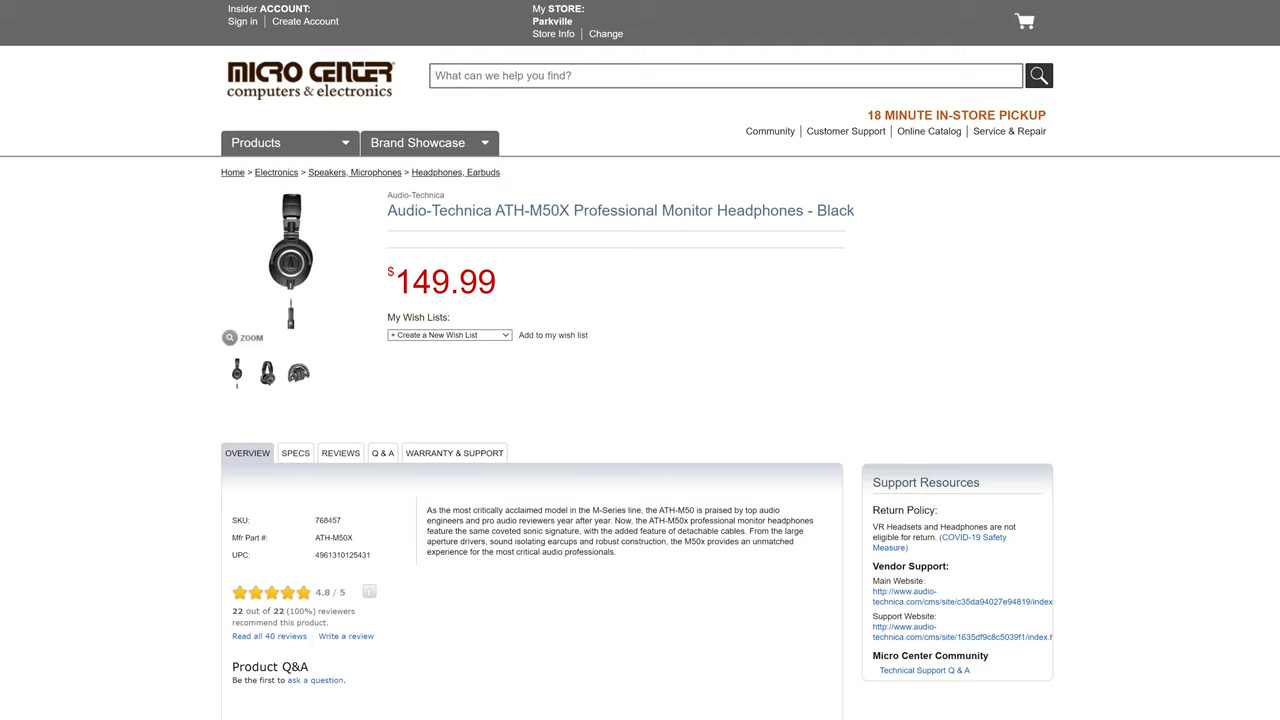 Insider ACCOUNT:
Sign in Create Account
My STORE:
Parkville
Store Info Change
MICRO CENTER
computers & electronics
What can we help you find?
18 MINUTE IN-STORE PICKUP
Community Customer Support Online Catalog Service & Repair
Products Brand Showcase
Home > Electronics > Speakers, Microphones > Headphones, Earbuds
Audio-Technica
Audio-Technica ATH-M50X Professional Monitor Headphones - Black
$149.99
My Wish Lists:
+ Create a New Wish List Add to my wish list
ZOOM
OVERVIEW SPECS REVIEWS Q & A WARRANTY & SUPPORT
SKU: 768457
Mfr Part #: ATH-M50X
UPC: 4961310125431
As the most critically acclaimed model in the M-Series line, the ATH-M50 is praised by top audio
engineers and pro audio reviewers year after year. Now, the ATH-M50x professional monitor headphones
feature the same coveted sonic signature, with the added feature of detachable cables. From the large
aperture drivers, sound isolating earcups and robust construction, the M50x provides an unmatched
experience for the most critical audio professionals.
4.8 / 5
22 out of 22 (100%) reviewers
recommend this product.
Read all 40 reviews Write a review
Product Q&A
Be the first to ask a question.
Support Resources
Return Policy:
VR Headsets and Headphones are not
eligible for return. (COVID-19 Safety
Measure)
Vendor Support:
Main Website:
http://www.audio-
technica.com/cms/site/c35da94027e94819/index
Support Website:
http://www.audio-
technica.com/cms/site/1635df9c8c5039f1/index.h
Micro Center Community
Technical Support Q & A